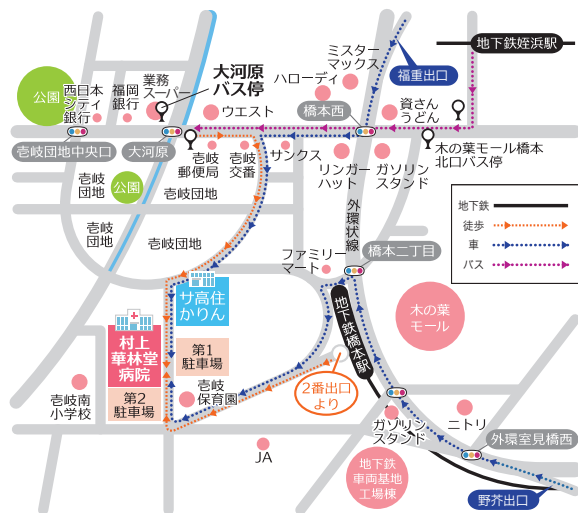 ミスター
マックス
地下鉄姪浜駅
福重出口
大河原
バス停
業務
スーパー
福岡
銀行
西日本
シティ
銀行
公園
ハローディ
ウエスト
橋本西
資さん
うどん
壱岐団地中央口
大河原
壱岐
郵便局
壱岐
交番
サンクス
リンガー
ハット
ガソリン
スタンド
木の葉モール橋本
北口バス停
壱岐
団地
公園
壱岐団地
壱岐
団地
壱岐団地
外環状線
地下鉄
徒歩
車
バス
ファミリー
マート
橋本二丁目
サ高住
かりん
地下鉄橋本駅
木の葉
モール
村上
華林堂
病院
第1
駐車場
第2
駐車場
壱岐南
小学校
壱岐
保育園
2番出口
より
ガソリン
スタンド
ニトリ
外環室見橋西
JA
地下鉄
車両基地
工場棟
野芥出口